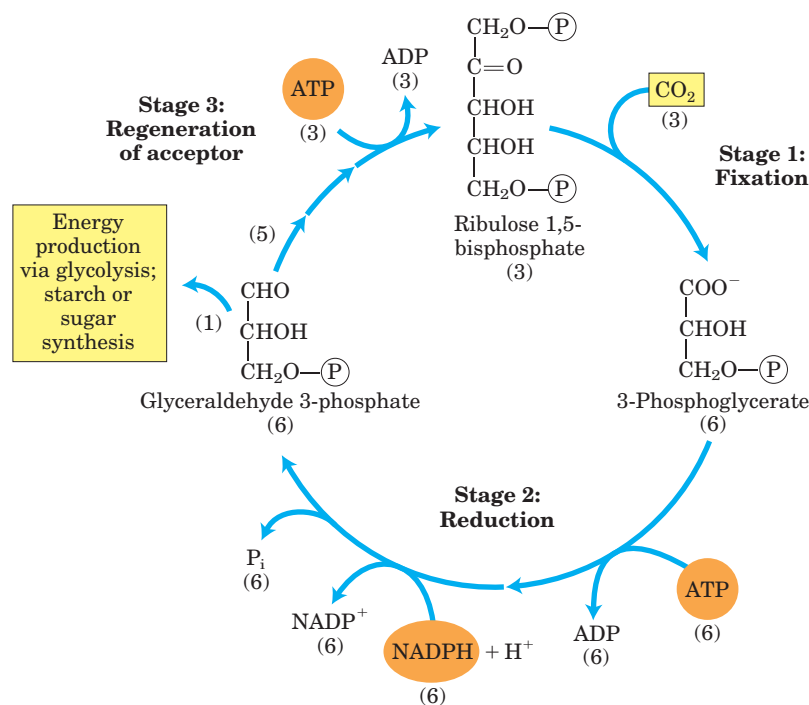 CH₂O—P
C=O
CHOH
CHOH
CH₂O—P
Ribulose 1,5-
bisphosphate
(3)
ADP
(3)
ATP
(3)
Stage 3:
Regeneration
of acceptor
CO₂
(3)
Stage 1:
Fixation
COO⁻
CHOH
CH₂O—P
3-Phosphoglycerate
(6)
Stage 2:
Reduction
ATP
(6)
ADP
(6)
NADPH + H⁺
(6)
NADP⁺
(6)
Pᵢ
(6)
CHO
CHOH
CH₂O—P
Glyceraldehyde 3-phosphate
(6)
(5)
(1)
Energy
production
via glycolysis;
starch or
sugar
synthesis